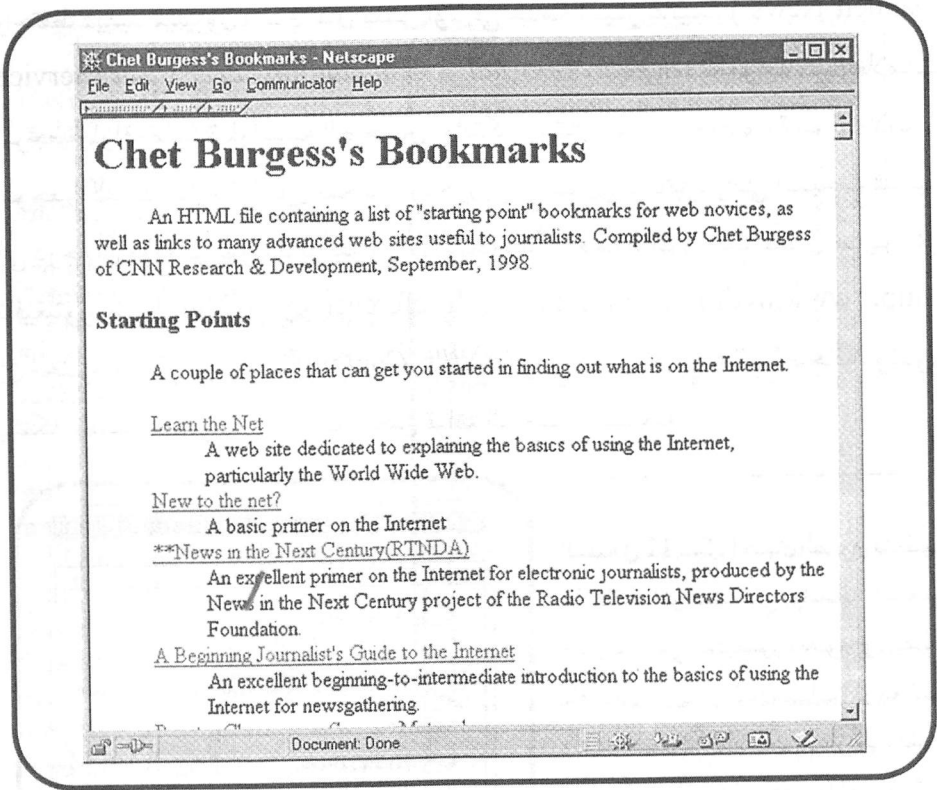 Chet Burgess's Bookmarks - Netscape
File Edit View Go Communicator Help
Chet Burgess's Bookmarks
An HTML file containing a list of "starting point" bookmarks for web novices, as
well as links to many advanced web sites useful to journalists. Compiled by Chet Burgess
of CNN Research & Development, September, 1998
Starting Points
A couple of places that can get you started in finding out what is on the Internet.
Learn the Net
A web site dedicated to explaining the basics of using the Internet,
particularly the World Wide Web.
New to the net?
A basic primer on the Internet
**News in the Next Century(RTNDA)
An excellent primer on the Internet for electronic journalists, produced by the
News in the Next Century project of the Radio Television News Directors
Foundation.
A Beginning Journalist's Guide to the Internet
An excellent beginning-to-intermediate introduction to the basics of using the
Internet for newsgathering.
Document: Done